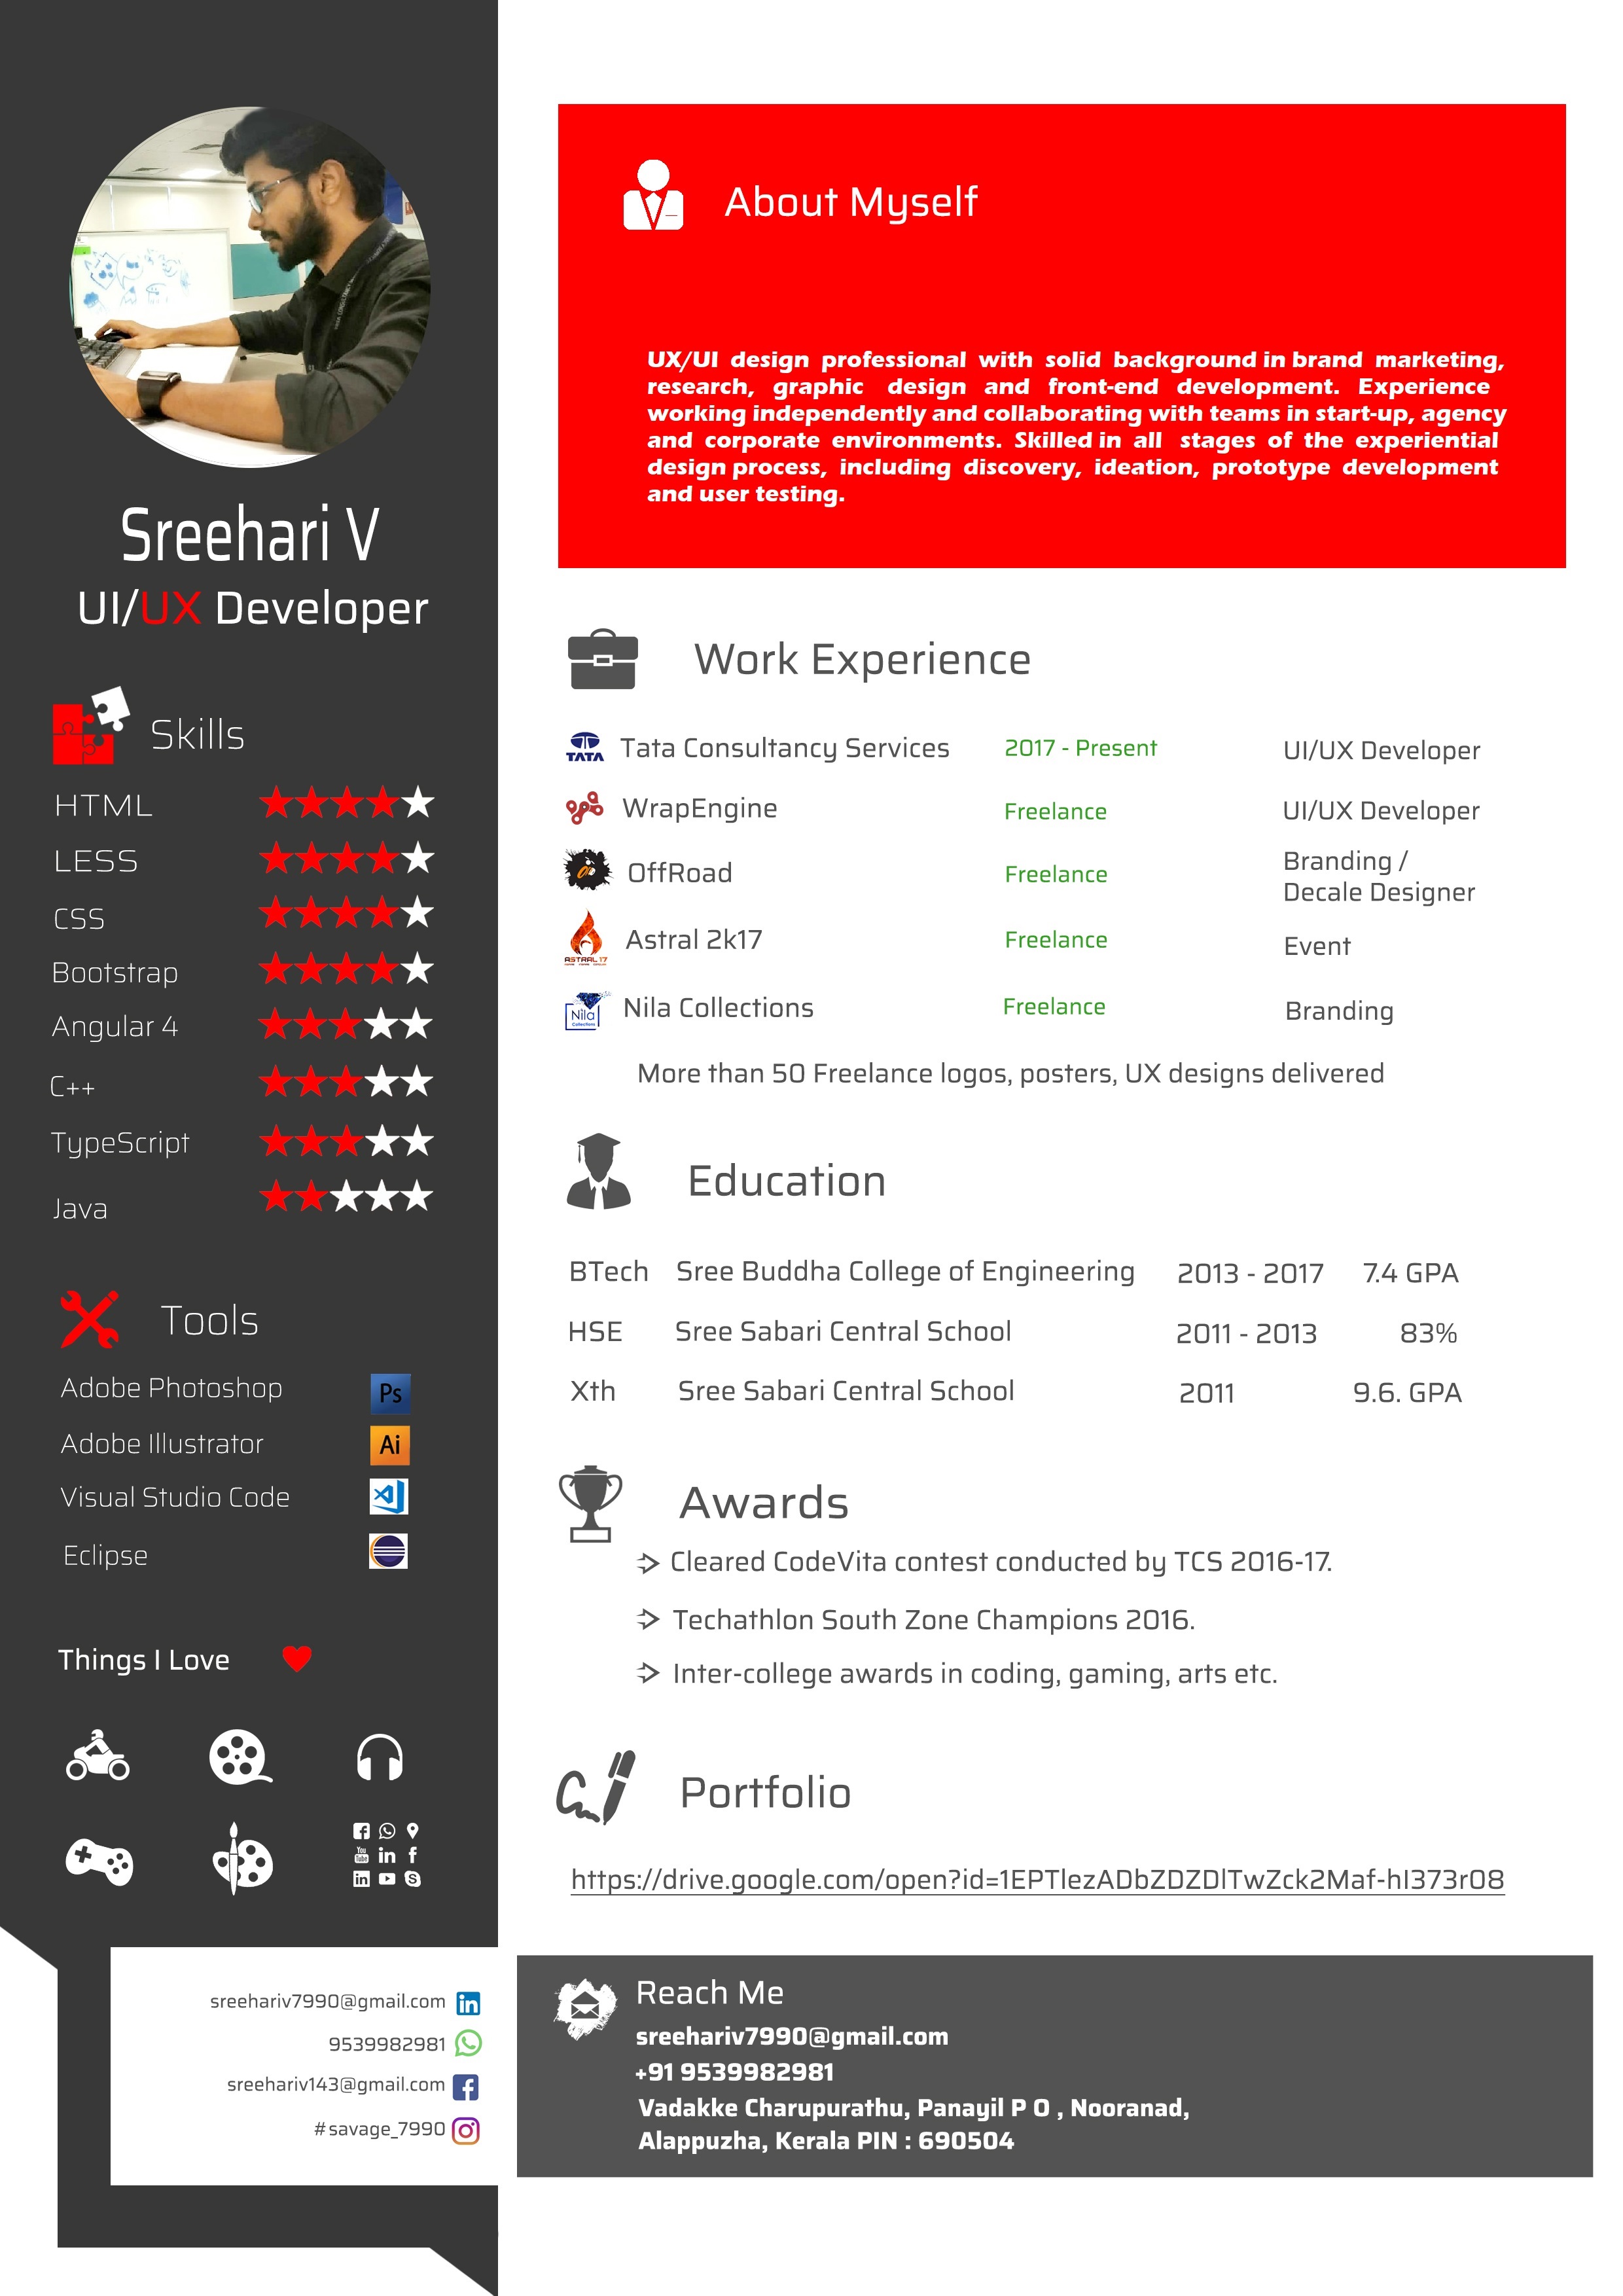 Sreehari V
UI/UX Developer
Skills
HTML
LESS
CSS
Bootstrap
Angular 4
C++
TypeScript
Java
Tools
Adobe Photoshop Ps
Adobe Illustrator Ai
Visual Studio Code
Eclipse
Things I Love
sreehariv7990@gmail.com in
9539982981
sreehariv143@gmail.com f
#savage_7990
About Myself
UX/UI design professional with solid background in brand marketing,
research, graphic design and front-end development. Experience
working independently and collaborating with teams in start-up, agency
and corporate environments. Skilled in all stages of the experiential
design process, including discovery, ideation, prototype development
and user testing.
Work Experience
TATA Tata Consultancy Services 2017 - Present UI/UX Developer
WrapEngine Freelance UI/UX Developer
OffRoad Freelance Branding /
Decale Designer
ASTRAL 17 Astral 2k17 Freelance Event
Nila Collections Nila Collections Freelance Branding
More than 50 Freelance logos, posters, UX designs delivered
Education
BTech Sree Buddha College of Engineering 2013 - 2017 7.4 GPA
HSE Sree Sabari Central School 2011 - 2013 83%
Xth Sree Sabari Central School 2011 9.6. GPA
Awards
Cleared CodeVita contest conducted by TCS 2016-17.
Techathlon South Zone Champions 2016.
Inter-college awards in coding, gaming, arts etc.
Portfolio
https://drive.google.com/open?id=1EPTlezADbZDZDlTwZck2Maf-hI373r08
Reach Me
sreehariv7990@gmail.com
+91 9539982981
Vadakke Charupurathu, Panayil P O , Nooranad,
Alappuzha, Kerala PIN : 690504